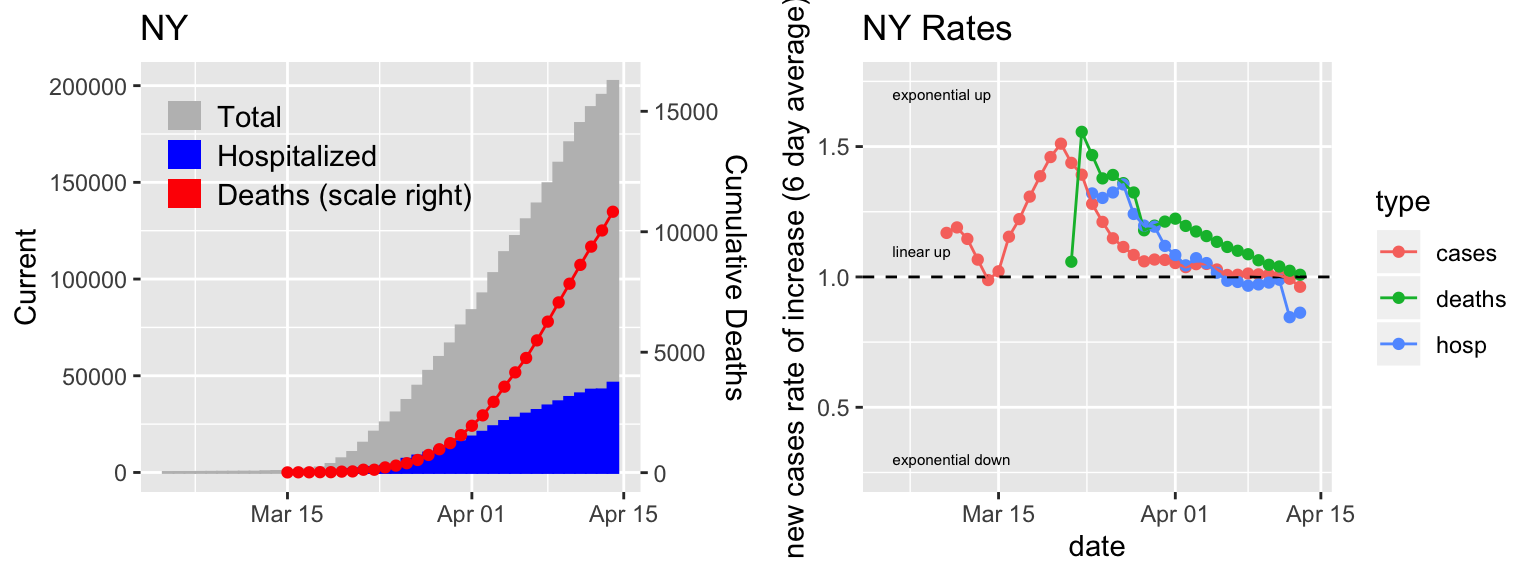 NY
Current
200000
150000
100000
50000
0
Total
Hospitalized
Deaths (scale right)
15000
10000
5000
0
Cumulative Deaths
Mar 15
Apr 01
Apr 15
NY Rates
new cases rate of increase (6 day average)
1.5
1.0
0.5
exponential up
linear up
exponential down
Mar 15
Apr 01
Apr 15
date
type
cases
deaths
hosp